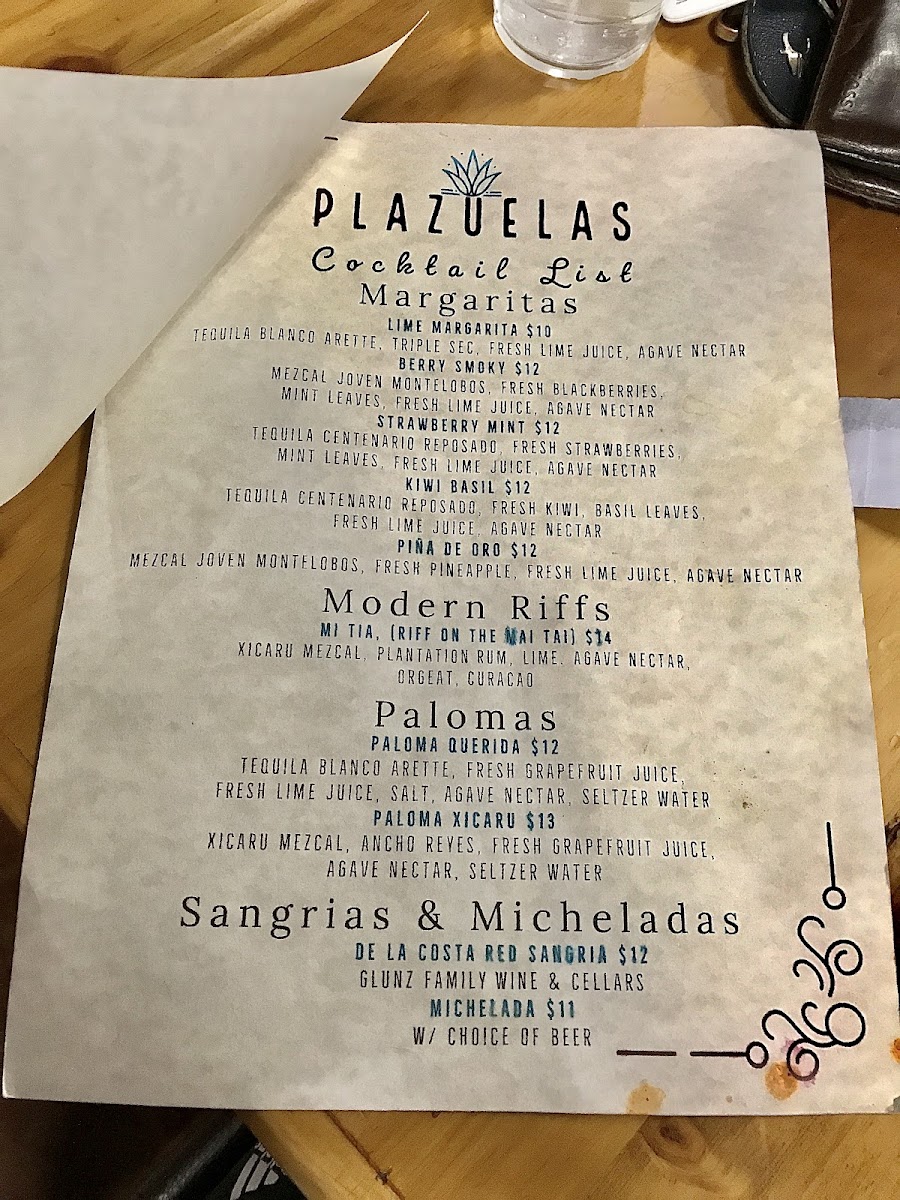 PLAZUELAS
Cocktail List
Margaritas
LIME MARGARITA $10
TEQUILA BLANCO ARETTE, TRIPLE SEC, FRESH LIME JUICE, AGAVE NECTAR
BERRY SMOKY $12
MEZCAL JOVEN MONTELOBOS, FRESH BLACKBERRIES,
MINT LEAVES, FRESH LIME JUICE, AGAVE NECTAR
STRAWBERRY MINT $12
TEQUILA CENTENARIO REPOSADO, FRESH STRAWBERRIES,
MINT LEAVES, FRESH LIME JUICE, AGAVE NECTAR
KIWI BASIL $12
TEQUILA CENTENARIO REPOSADO, FRESH KIWI, BASIL LEAVES,
FRESH LIME JUICE, AGAVE NECTAR
PIÑA DE ORO $12
MEZCAL JOVEN MONTELOBOS, FRESH PINEAPPLE, FRESH LIME JUICE, AGAVE NECTAR
Modern Riffs
MI TIA, (RIFF ON THE MAI TAI) $14
XICARU MEZCAL, PLANTATION RUM, LIME. AGAVE NECTAR,
ORGEAT, CURACAO
Palomas
PALOMA QUERIDA $12
TEQUILA BLANCO ARETTE, FRESH GRAPEFRUIT JUICE,
FRESH LIME JUICE, SALT, AGAVE NECTAR, SELTZER WATER
PALOMA XICARU $13
XICARU MEZCAL, ANCHO REYES, FRESH GRAPEFRUIT JUICE,
AGAVE NECTAR, SELTZER WATER
Sangrias & Micheladas
DE LA COSTA RED SANGRIA $12
GLUNZ FAMILY WINE & CELLARS
MICHELADA $11
W/ CHOICE OF BEER